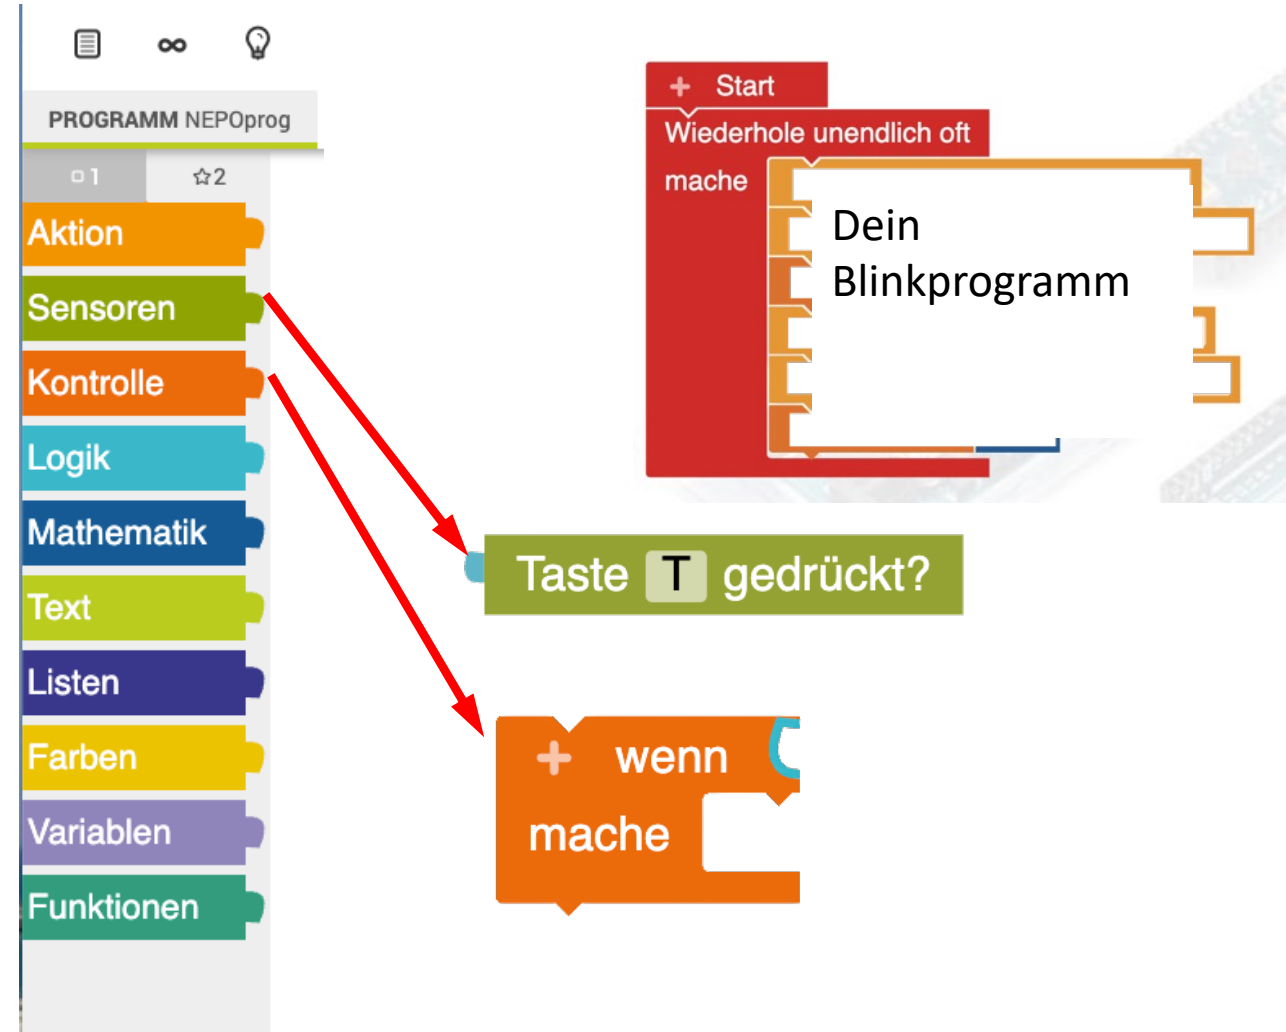 PROGRAMM NEPOprog
1
2
Aktion
Sensoren
Kontrolle
Logik
Mathematik
Text
Listen
Farben
Variablen
Funktionen
+ Start
Wiederhole unendlich oft
mache
Dein
Blinkprogramm
Taste T gedrückt?
+ wenn
mache